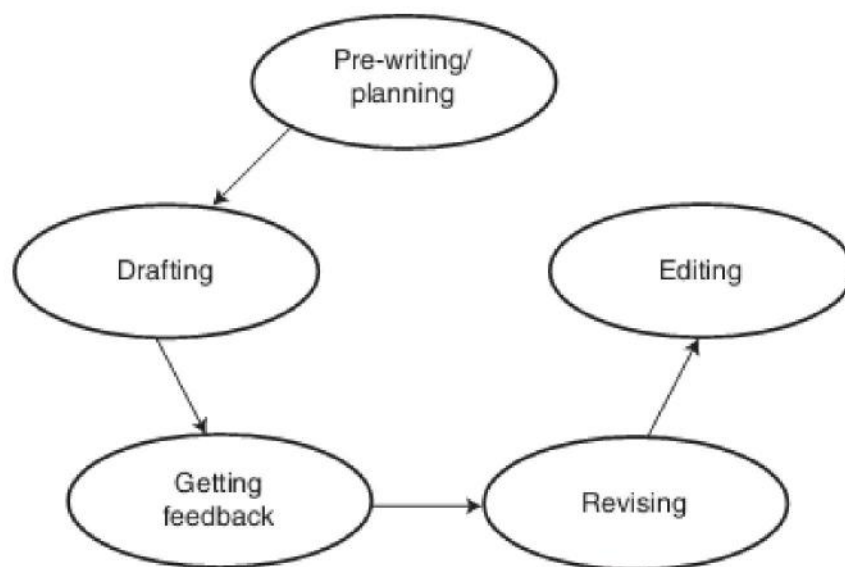 Pre-writing/
planning
Drafting
Getting
feedback
Revising
Editing